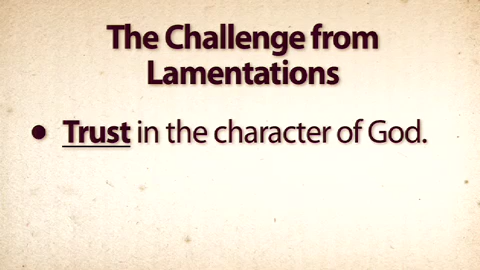 The Challenge from
Lamentations
• Trust in the character of God.